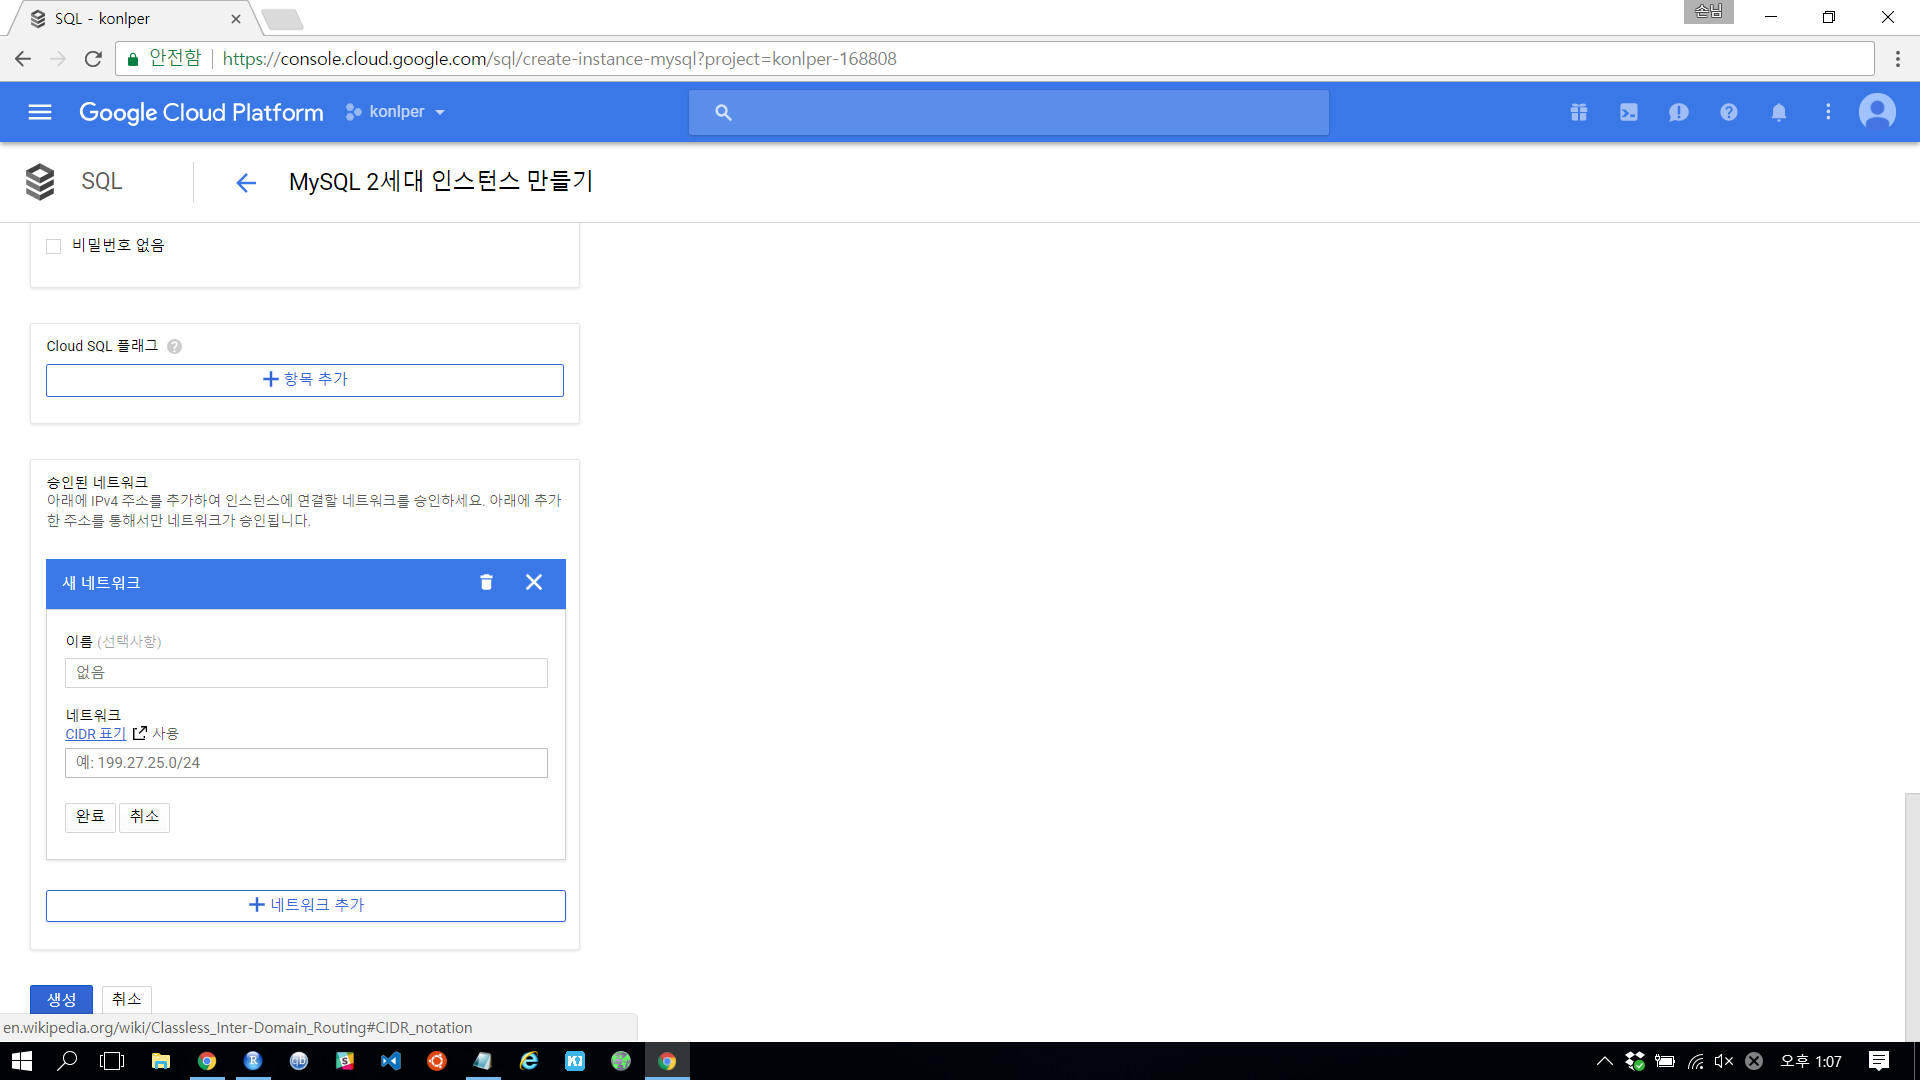 SQL - konlper
손님
안전함
https://console.cloud.google.com/sql/create-instance-mysql?project=konlper-168808
Google Cloud Platform
konlper
SQL
MySQL 2세대 인스턴스 만들기
비밀번호 없음
Cloud SQL 플래그
항목 추가
승인된 네트워크
아래에 IPv4 주소를 추가하여 인스턴스에 연결할 네트워크를 승인하세요. 아래에 추가
한 주소를 통해서만 네트워크가 승인됩니다.
새 네트워크
이름 (선택사항)
없음
네트워크
CIDR 표기 사용
예: 199.27.25.0/24
완료 취소
네트워크 추가
생성 취소
en.wikipedia.org/wiki/Classless_Inter-Domain_Routing#CIDR_notation
오후 1:07